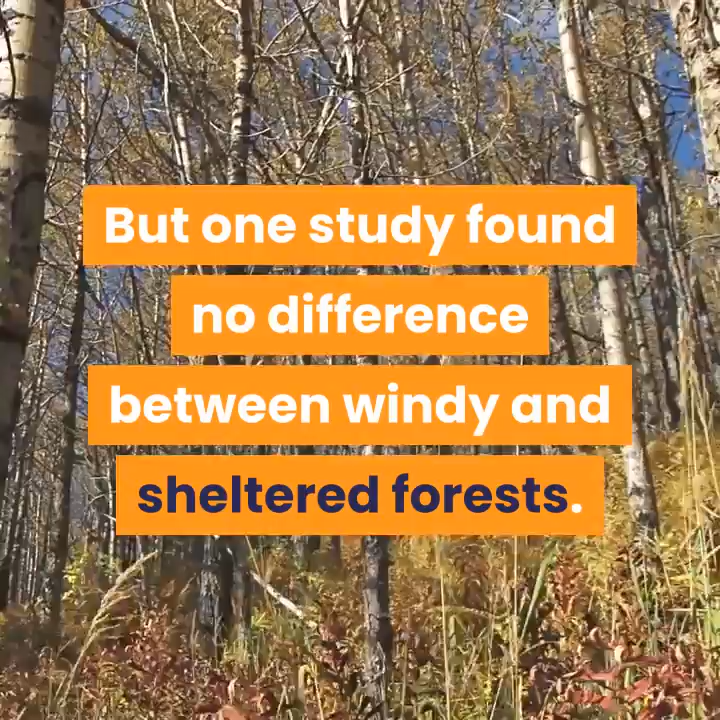 But one study found
no difference
between windy and
sheltered forests.